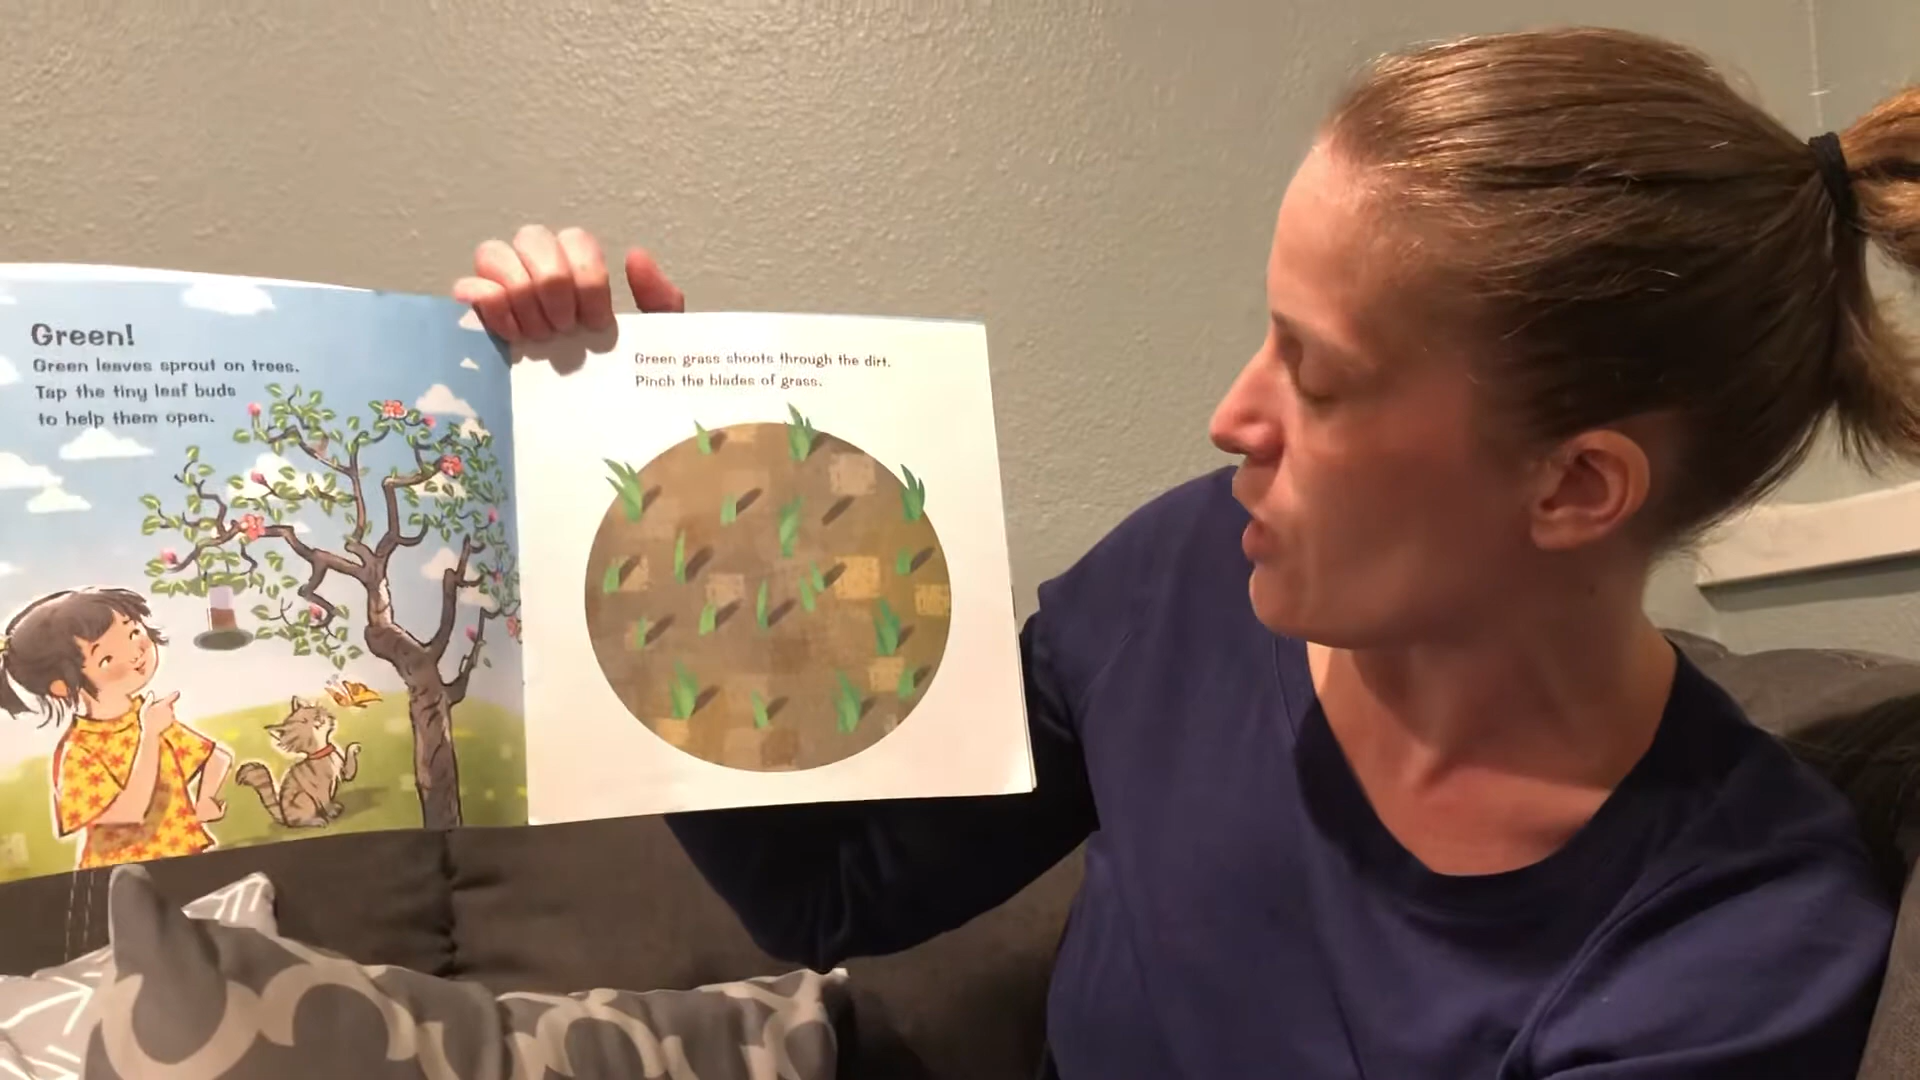 Green!
Green leaves sprout on trees.
Tap the tiny leaf buds
to help them open.
Green grass shoots through the dirt.
Pinch the blades of grass.